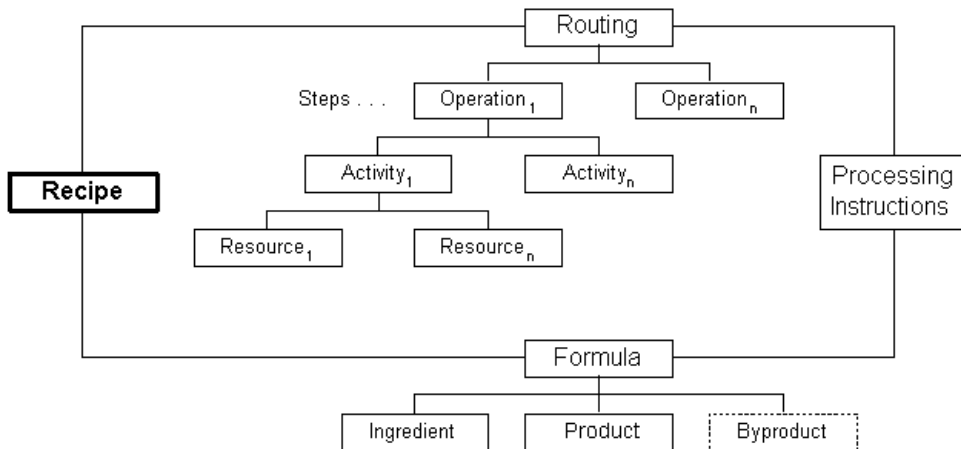 Routing
Steps . . .
Operation1
Operationn
Activity1
Activityn
Recipe
Processing
Instructions
Resource1
Resourcen
Formula
Ingredient
Product
Byproduct